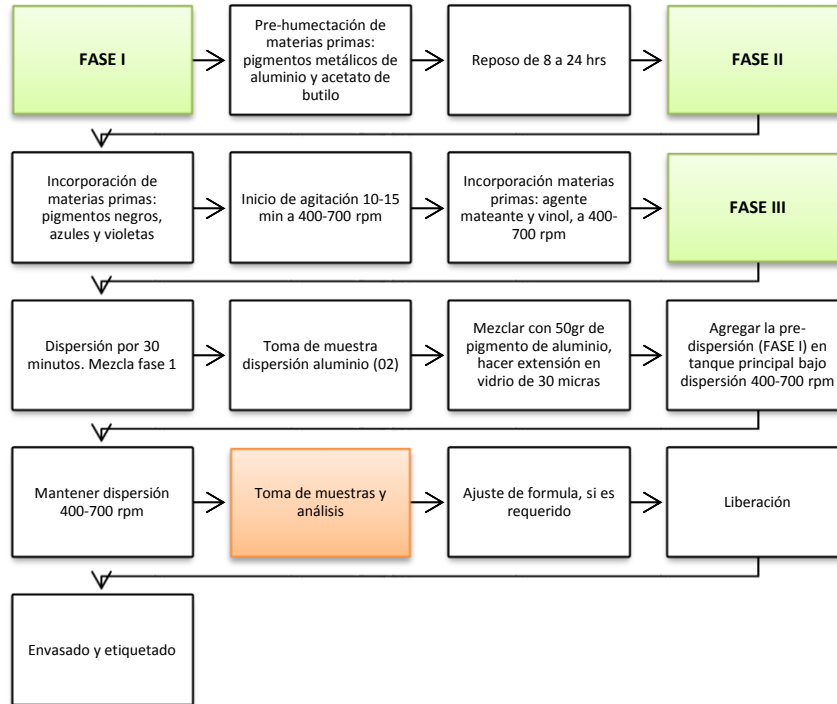 FASE I
Pre-humectación de
materias primas:
pigmentos metálicos de
aluminio y acetato de
butilo
Reposo de 8 a 24 hrs
FASE II
Incorporación de
materias primas:
pigmentos negros,
azules y violetas
Inicio de agitación 10-15
min a 400-700 rpm
Incorporación materias
primas: agente
mateante y vinol, a 400-
700 rpm
FASE III
Dispersión por 30
minutos. Mezcla fase 1
Toma de muestra
dispersión aluminio (02)
Mezclar con 50gr de
pigmento de aluminio,
hacer extensión en
vidrio de 30 micras
Agregar la pre-
dispersión (FASE I) en
tanque principal bajo
dispersión 400-700 rpm
Mantener dispersión
400-700 rpm
Toma de muestras y
análisis
Ajuste de formula, si es
requerido
Liberación
Envasado y etiquetado